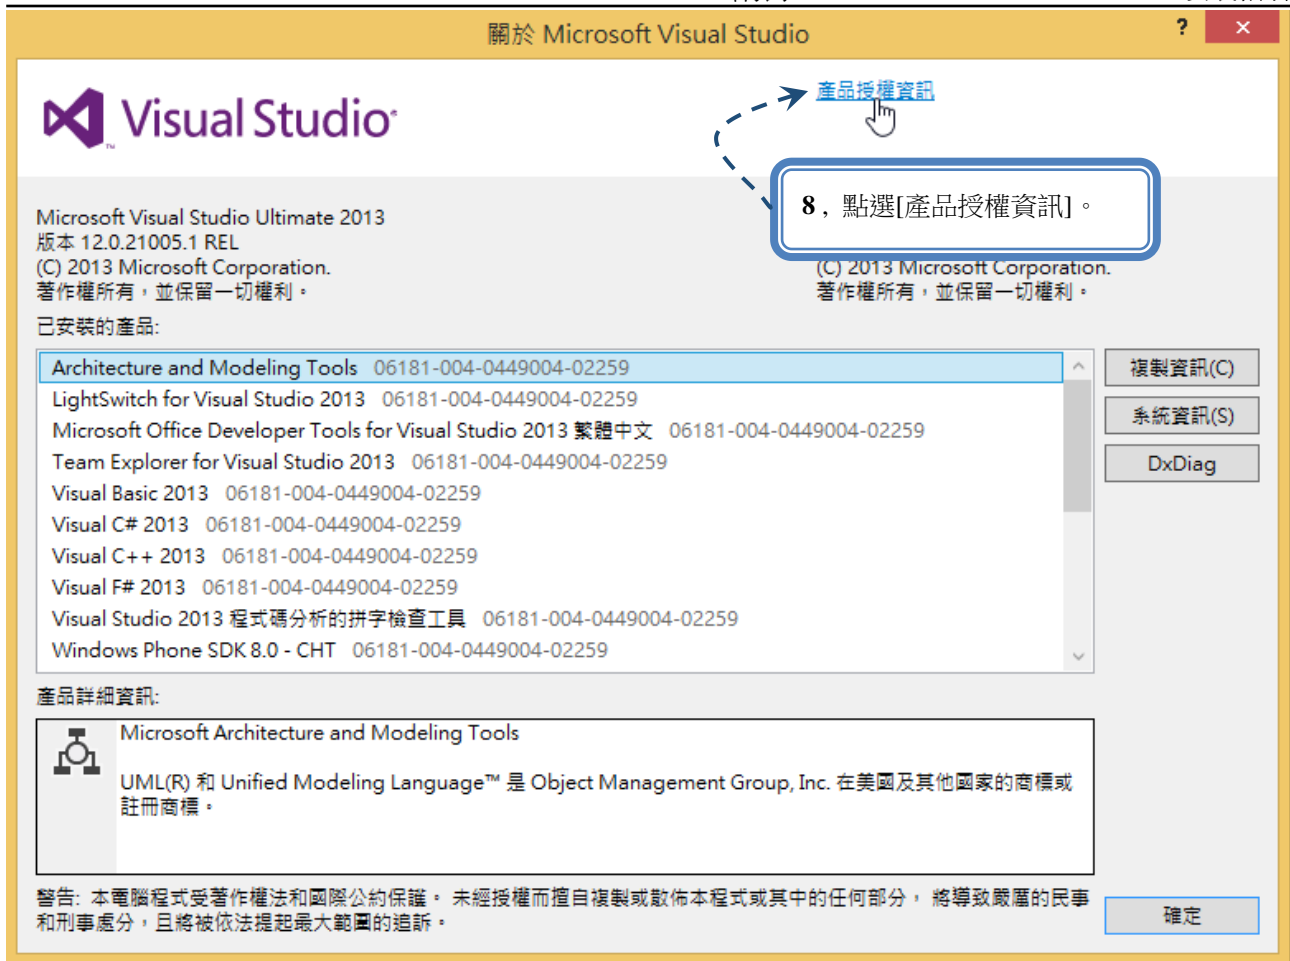 關於 Microsoft Visual Studio
?
Visual Studio
產品授權資訊
8, 點選[產品授權資訊]。
Microsoft Visual Studio Ultimate 2013
版本 12.0.21005.1 REL
(C) 2013 Microsoft Corporation.
著作權所有，並保留一切權利。
(C) 2013 Microsoft Corporation.
著作權所有，並保留一切權利。
已安裝的產品:
Architecture and Modeling Tools 06181-004-0449004-02259
LightSwitch for Visual Studio 2013 06181-004-0449004-02259
Microsoft Office Developer Tools for Visual Studio 2013 繁體中文 06181-004-0449004-02259
Team Explorer for Visual Studio 2013 06181-004-0449004-02259
Visual Basic 2013 06181-004-0449004-02259
Visual C# 2013 06181-004-0449004-02259
Visual C++ 2013 06181-004-0449004-02259
Visual F# 2013 06181-004-0449004-02259
Visual Studio 2013 程式碼分析的拼字檢查工具 06181-004-0449004-02259
Windows Phone SDK 8.0 - CHT 06181-004-0449004-02259
複製資訊(C)
系統資訊(S)
DxDiag
產品詳細資訊:
Microsoft Architecture and Modeling Tools
UML(R) 和 Unified Modeling Language™ 是 Object Management Group, Inc. 在美國及其他國家的商標或
註冊商標。
警告: 本電腦程式受著作權法和國際公約保護。 未經授權而擅自複製或散佈本程式或其中的任何部分， 將導致嚴厲的民事
和刑事處分，且將被依法提起最大範圍的追訴。
確定